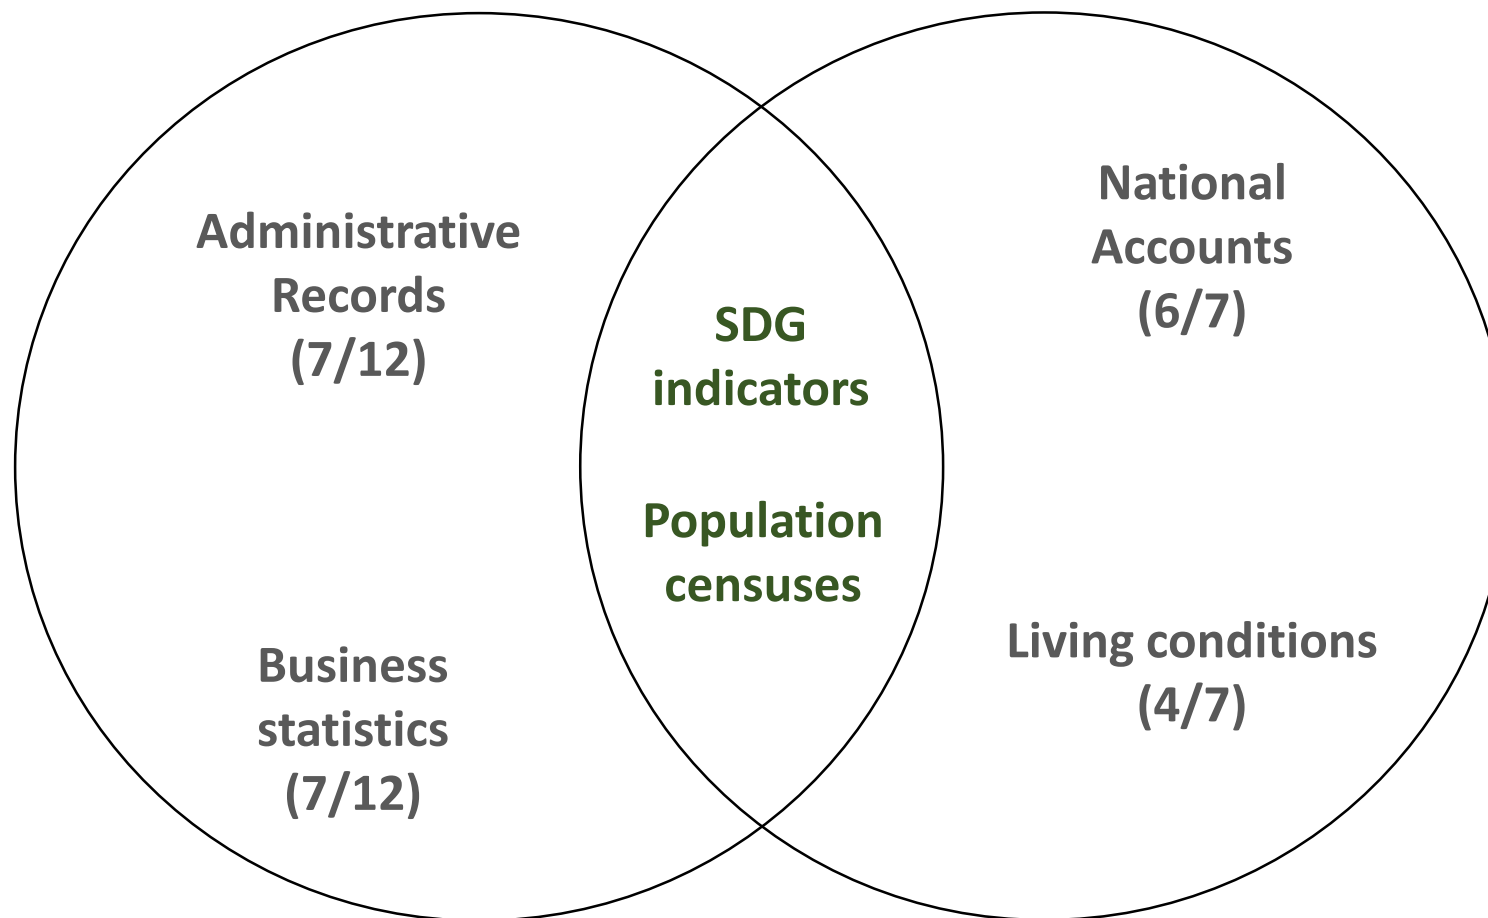 Administrative
Records
(7/12)
Business
statistics
(7/12)
SDG
indicators
Population
censuses
National
Accounts
(6/7)
Living conditions
(4/7)